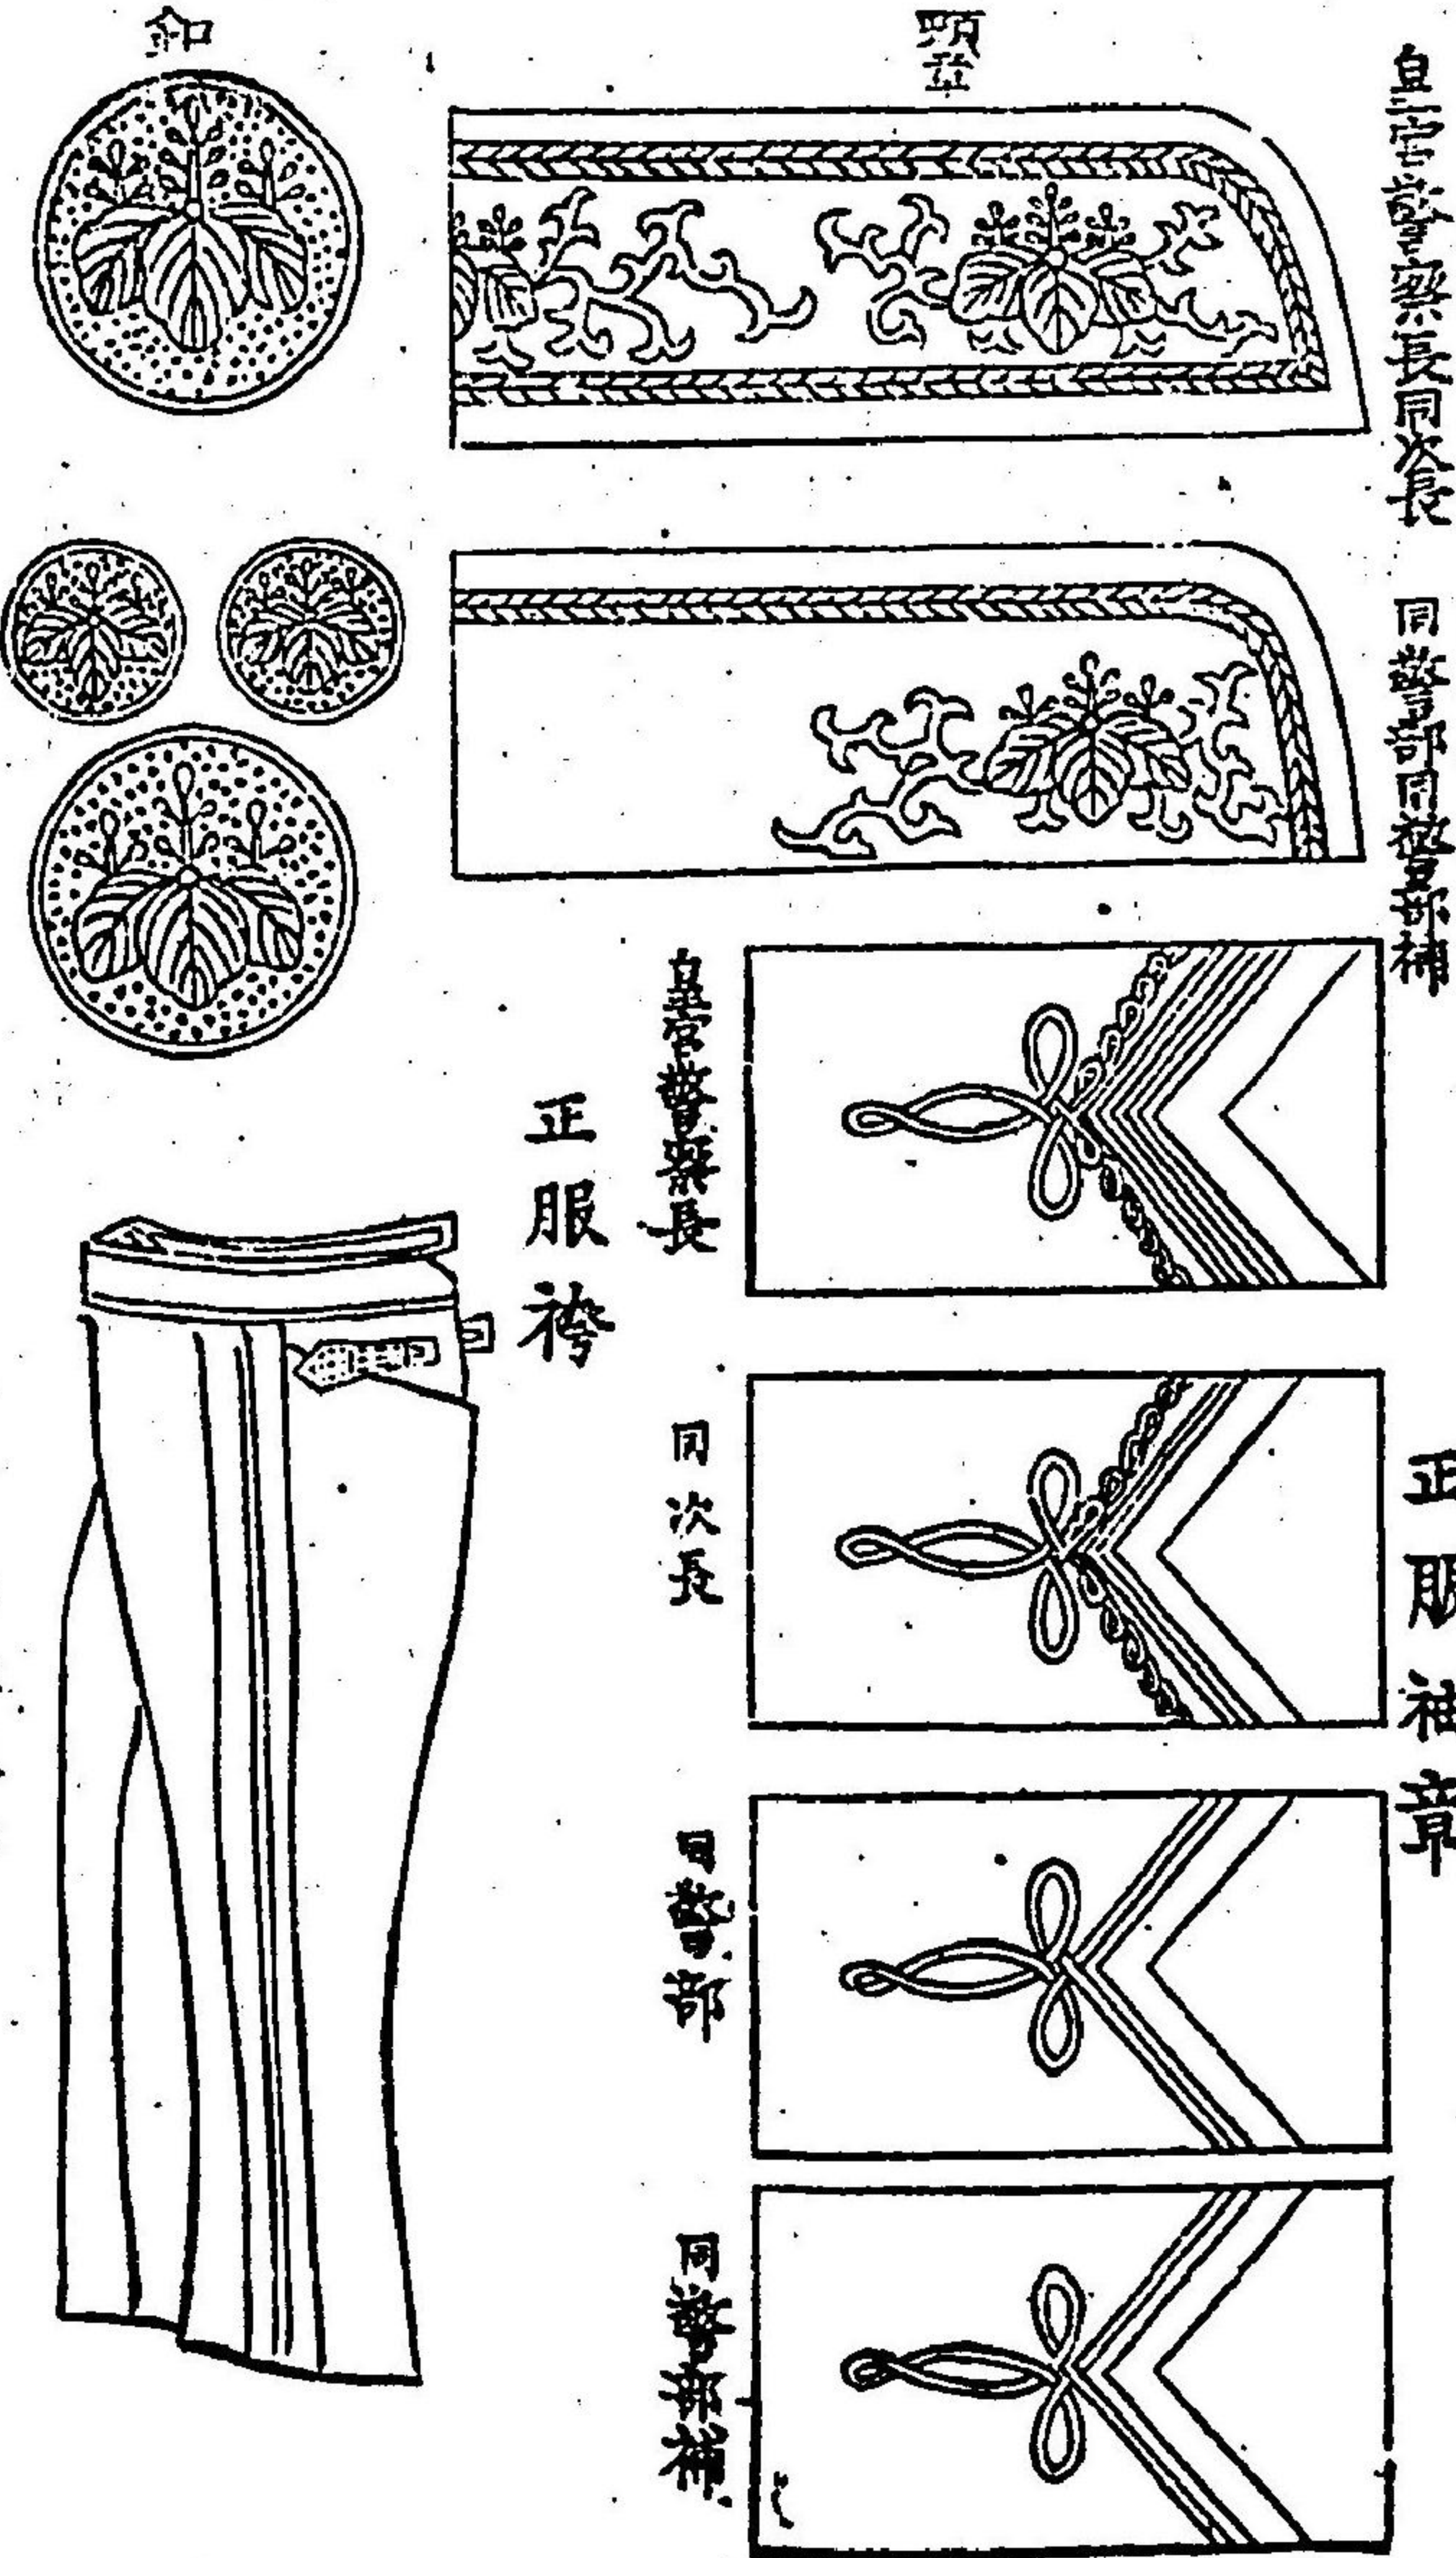 皇宮警察長同次長
同警部同警部補
頸章
釦
正服袖章
皇宮警察長
同次長
同警部
同警部補
正服袴